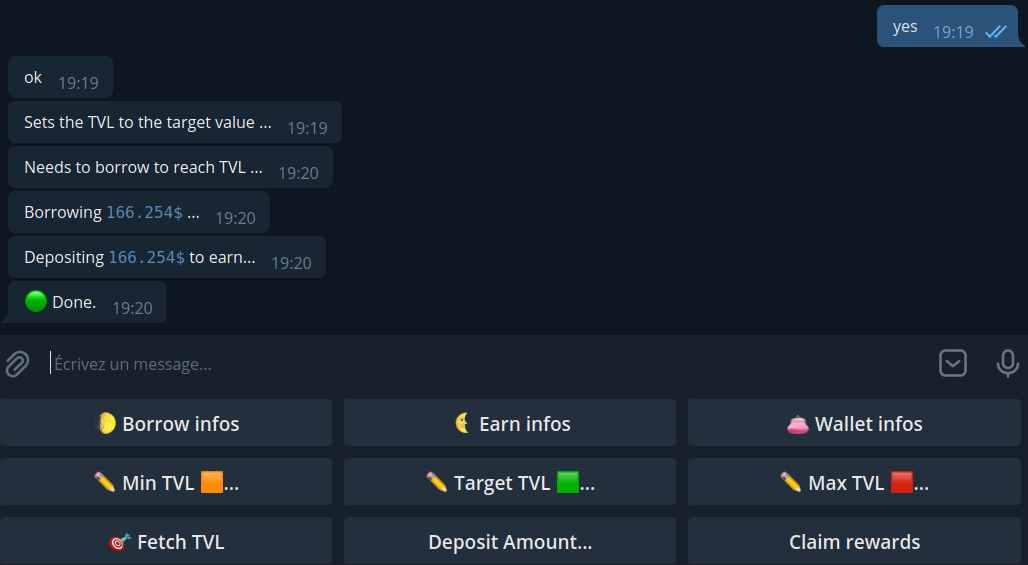 yes 19:19
ok 19:19
Sets the TVL to the target value ... 19:19
Needs to borrow to reach TVL ... 19:20
Borrowing 166.254$ ... 19:20
Depositing 166.254$ to earn... 19:20
🟢 Done. 19:20
Écrivez un message...
🌔 Borrow infos
🌜 Earn infos
👛 Wallet infos
✏️ Min TVL 🟧...
✏️ Target TVL 🟩...
✏️ Max TVL 🟥...
🎯 Fetch TVL
Deposit Amount...
Claim rewards